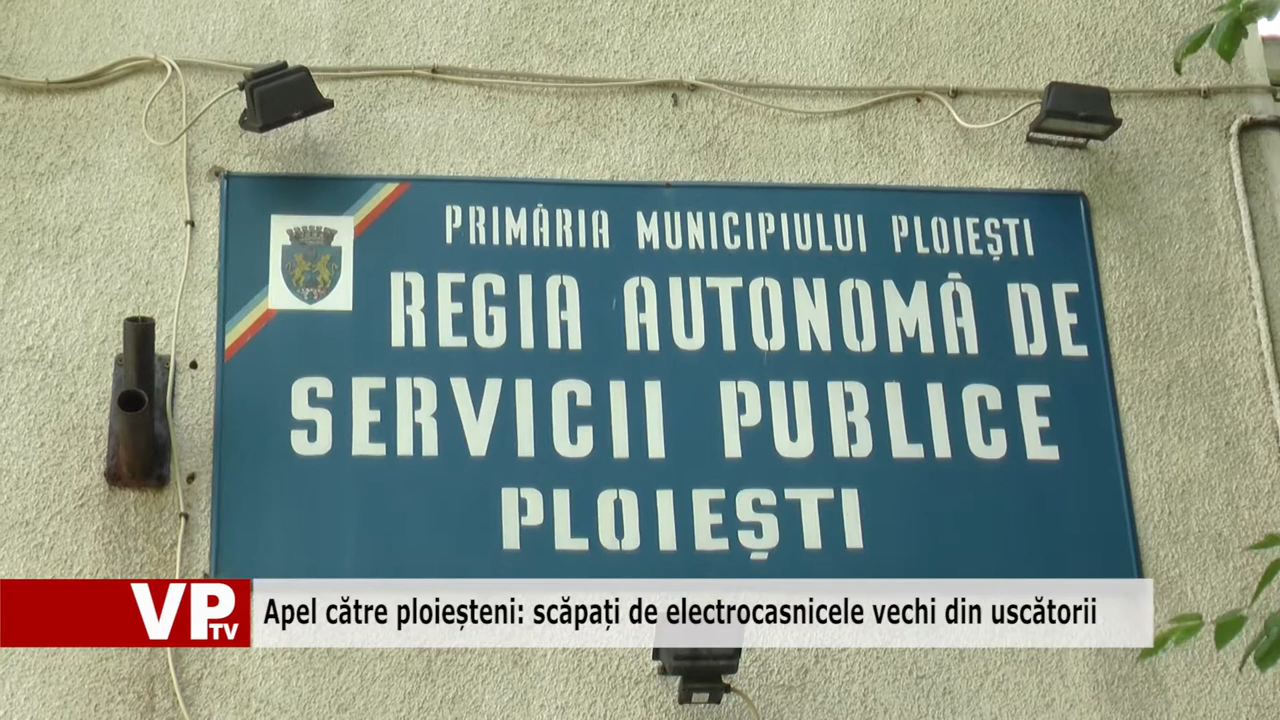 PRIMĂRIA MUNICIPIULUI PLOIEȘTI
REGIA AUTONOMĂ DE
SERVICII PUBLICE
PLOIEȘTI
VP TV
Apel către ploieșteni: scăpați de electrocasnicele vechi din uscătorii